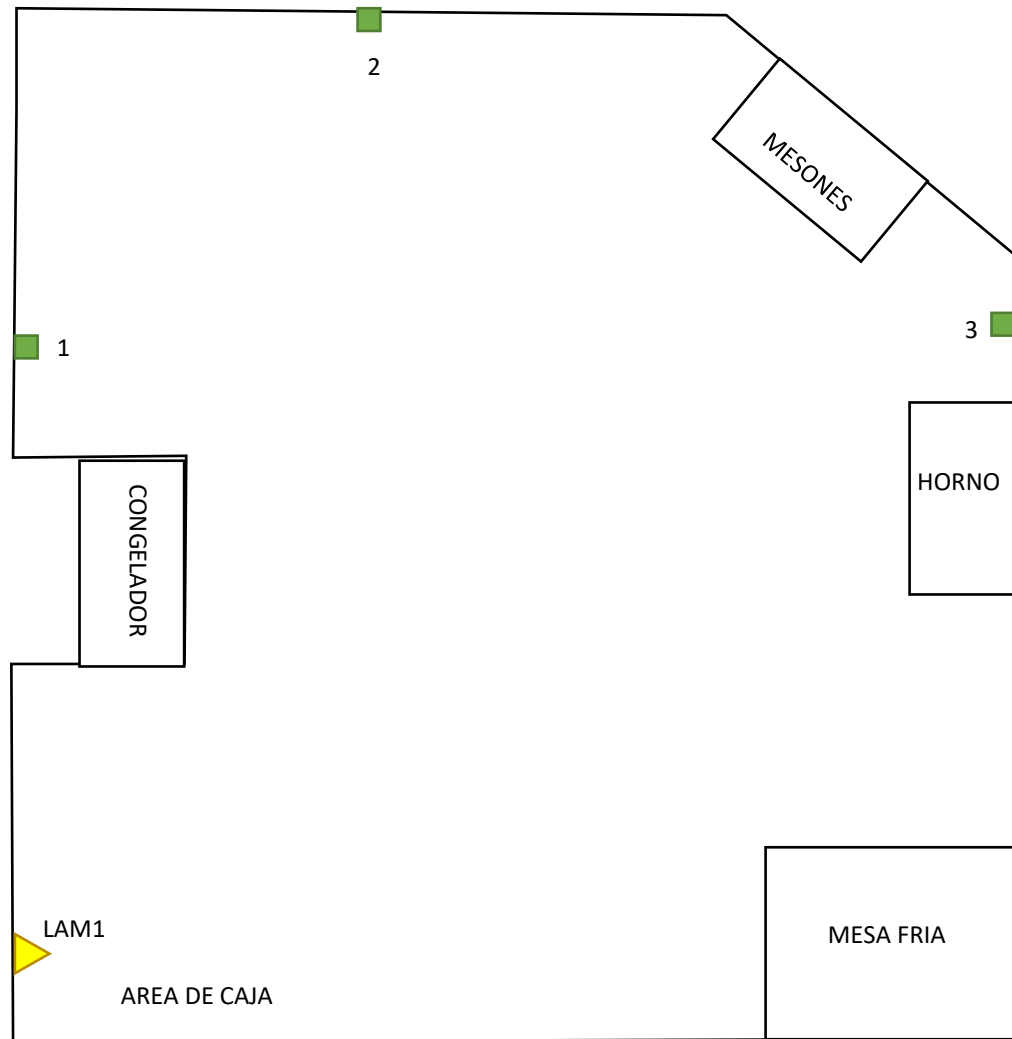 2
MESONES
3
1
HORNO
CONGELADOR
LAM1
MESA FRIA
AREA DE CAJA